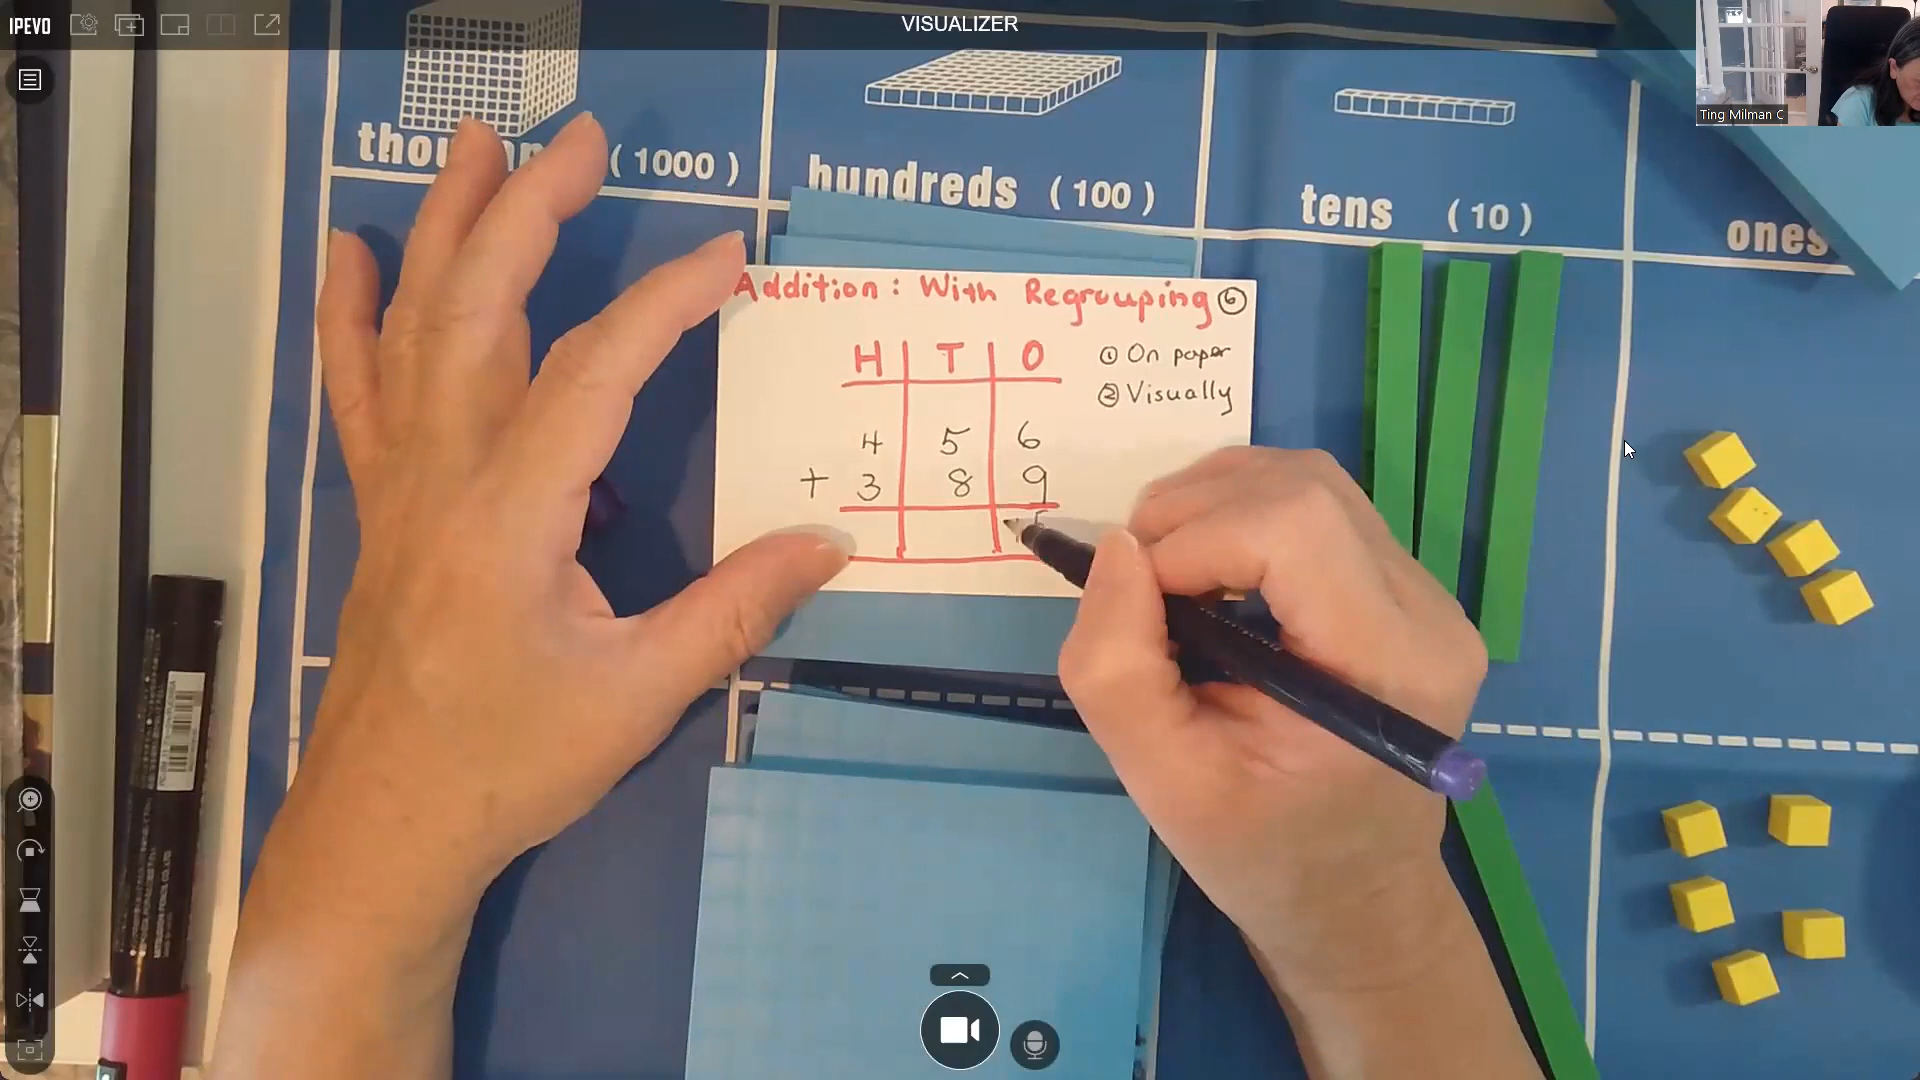 IPEVO
VISUALIZER
Ting Milman C
(1000)
hundreds (100)
tens (10)
ones
Addition: With Regrouping 6
H T O
① On paper
② Visually
4 5 6
+ 3 8 9
5